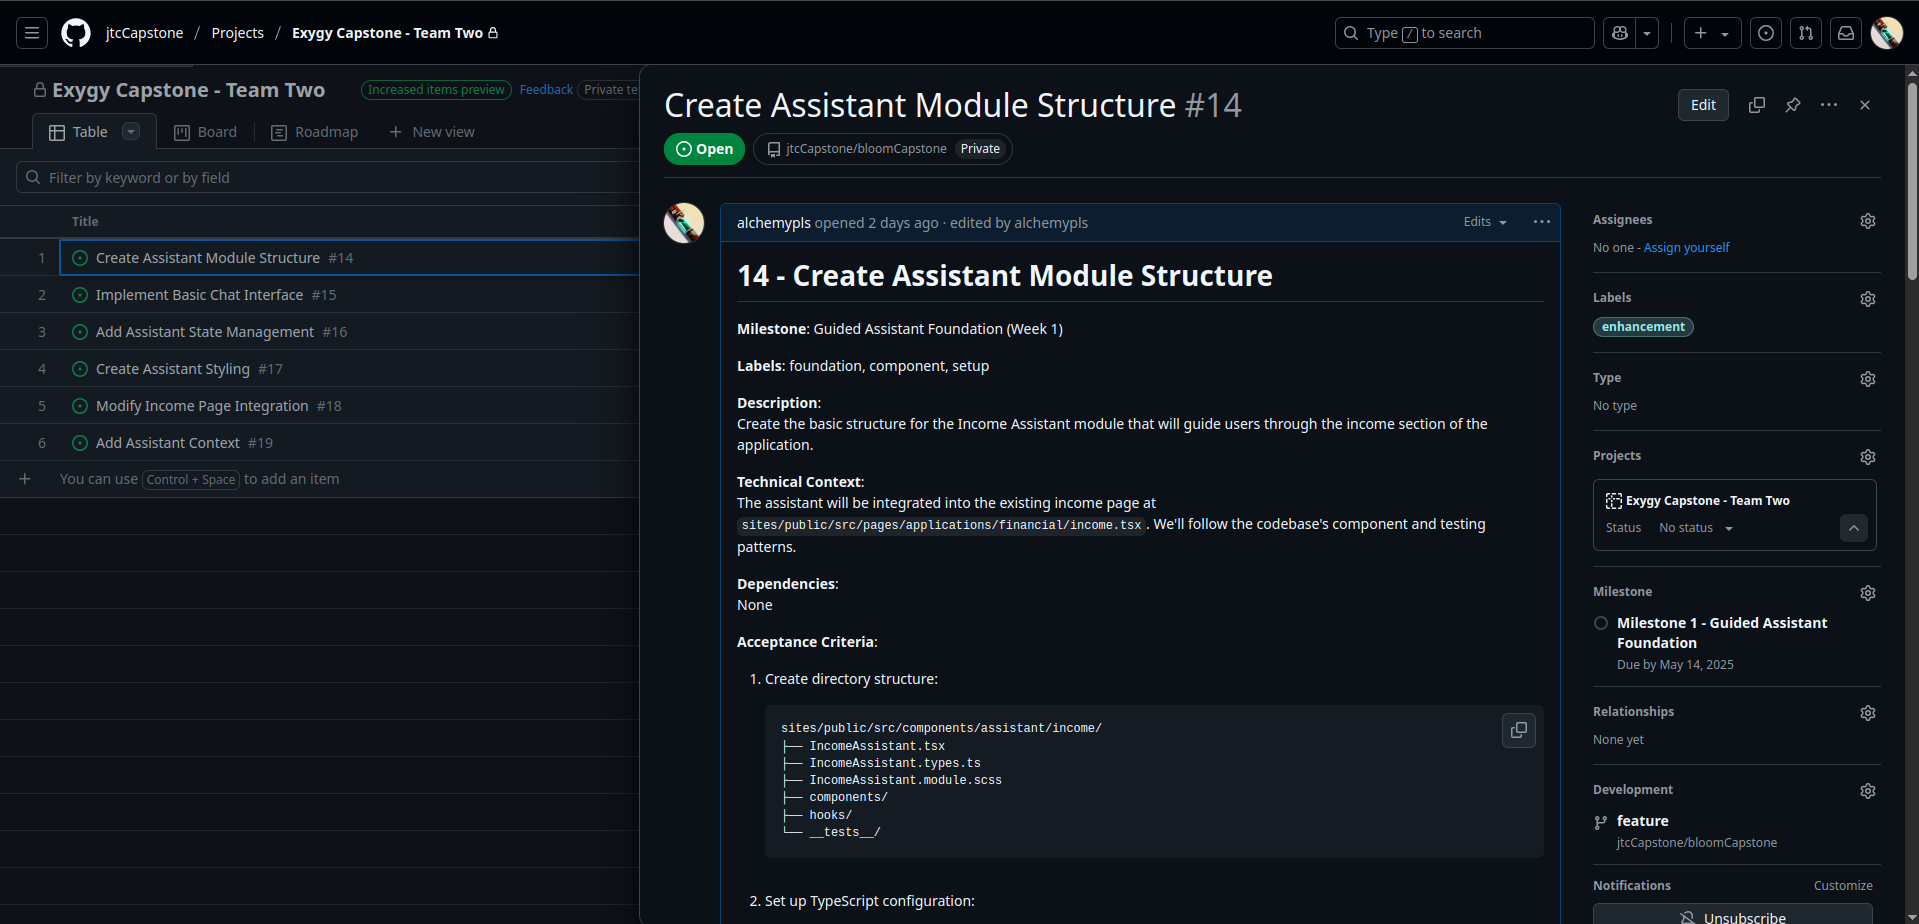 jtcCapstone / Projects / Exygy Capstone - Team Two
Type / to search
Exygy Capstone - Team Two
Increased items preview
Feedback
Private te
Table
Board
Roadmap
New view
Filter by keyword or by field
Title
1 Create Assistant Module Structure #14
2 Implement Basic Chat Interface #15
3 Add Assistant State Management #16
4 Create Assistant Styling #17
5 Modify Income Page Integration #18
6 Add Assistant Context #19
You can use Control + Space to add an item
Create Assistant Module Structure #14
Edit
Open
jtcCapstone/bloomCapstone Private
alchemypls opened 2 days ago · edited by alchemypls
Edits
14 - Create Assistant Module Structure
Milestone: Guided Assistant Foundation (Week 1)
Labels: foundation, component, setup
Description:
Create the basic structure for the Income Assistant module that will guide users through the income section of the
application.
Technical Context:
The assistant will be integrated into the existing income page at
sites/public/src/pages/applications/financial/income.tsx. We'll follow the codebase's component and testing
patterns.
Dependencies:
None
Acceptance Criteria:
1. Create directory structure:
sites/public/src/components/assistant/income/
├── IncomeAssistant.tsx
├── IncomeAssistant.types.ts
├── IncomeAssistant.module.scss
├── components/
├── hooks/
└── __tests__/
2. Set up TypeScript configuration:
Assignees
No one - Assign yourself
Labels
enhancement
Type
No type
Projects
Exygy Capstone - Team Two
Status No status
Milestone
Milestone 1 - Guided Assistant
Foundation
Due by May 14, 2025
Relationships
None yet
Development
feature
jtcCapstone/bloomCapstone
Notifications
Customize
Unsubscribe